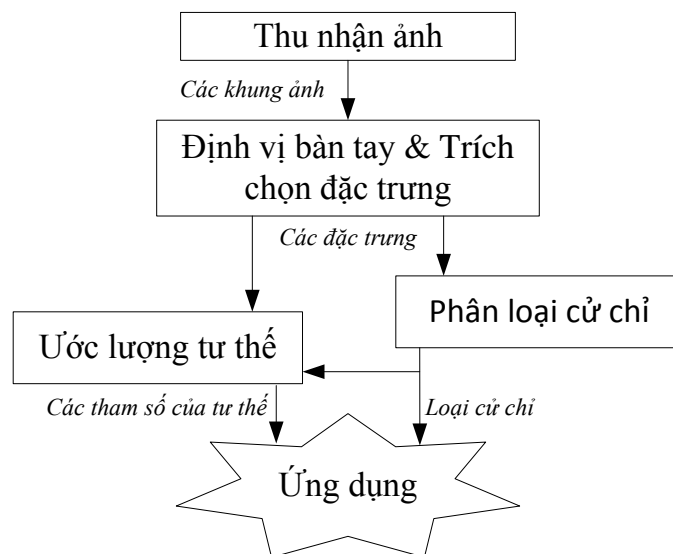 Thu nhận ảnh
Các khung ảnh
Định vị bàn tay & Trích
chọn đặc trưng
Các đặc trưng
Phân loại cử chỉ
Ước lượng tư thế
Các tham số của tư thế
Loại cử chỉ
Ứng dụng